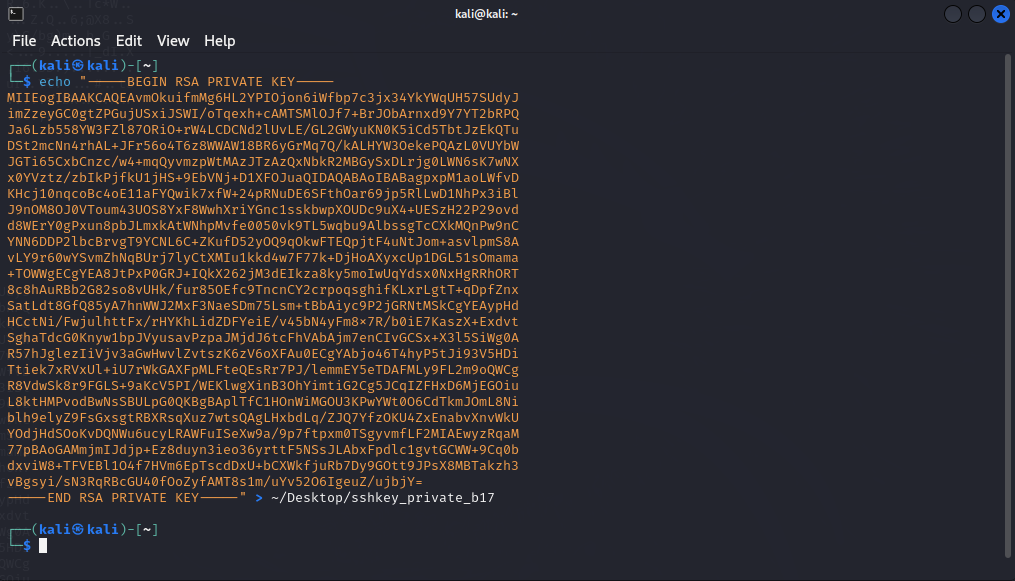 kali@kali: ~
File Actions Edit View Help
┌──(kali㉿kali)-[~]
└─$ echo "-----BEGIN RSA PRIVATE KEY-----
MIIEogIBAAKCAQEAvmOkuifmMg6HL2YPIOjon6iWfbp7c3jx34YkYWqUH57SUdyJ
imZzeyGC0gtZPGujUSxiJSWI/oTqexh+cAMTSMlOJf7+BrJObArnxd9Y7YT2bRPQ
Ja6Lzb558YW3FZl87ORiO+rW4LCDCNd2lUvLE/GL2GWyuKN0K5iCd5TbtJzEkQTu
DSt2mcNn4rhAL+JFr56o4T6z8WWAW18BR6yGrMq7Q/kALHYW3OekePQAzL0VUYbW
JGTi65CxbCnzc/w4+mqQyvmzpWtMAzJTzAzQxNbkR2MBGySxDLrjg0LWN6sK7wNX
x0YVztz/zbIkPjfkU1jHS+9EbVNj+D1XFOJuaQIDAQABAoIBABagpxpM1aoLWfvD
KHcj10nqcoBc4oE11aFYQwik7xfW+24pRNuDE6SFthOar69jp5RlLwD1NhPx3iBl
J9nOM8OJ0VToum43UOS8YxF8WwhXriYGnc1sskbwpXOUDc9uX4+UESzH22P29ovd
d8WErY0gPxun8pbJLmxkAtWNhpMvfe0050vk9TL5wqbu9AlbssgTcCXkMQnPw9nC
YNN6DDP2lbcBrvgT9YCNL6C+ZKufD52yOQ9qOkwFTEQpjtF4uNtJom+asvlpmS8A
vLY9r60wYSvmZhNqBUrj7lyCtXMIu1kkd4w7F77k+DjHoAXyxcUp1DGL51sOmama
+TOWWgECgYEA8JtPxP0GRJ+IQkX262jM3dEIkza8ky5moIwUqYdsx0NxHgRRhORT
8c8hAuRBb2G82so8vUHk/fur85OEfc9TncnCY2crpoqsghifKLxrLgtT+qDpfZnx
SatLdt8GfQ85yA7hnWWJ2MxF3NaeSDm75Lsm+tBbAiyc9P2jGRNtMSkCgYEAypHd
HCctNi/FwjulhttFx/rHYKhLidZDFYeiE/v45bN4yFm8×7R/b0iE7KaszX+Exdvt
SghaTdcG0Knyw1bpJVyusavPzpaJMjdJ6tcFhVAbAjm7enCIvGCSx+X3l5SiWg0A
R57hJglezIiVjv3aGwHwvlZvtszK6zV6oXFAu0ECgYAbjo46T4hyP5tJi93V5HDi
Ttiek7xRVxUl+iU7rWkGAXFpMLFteQEsRr7PJ/lemmEY5eTDAFMLy9FL2m9oQWCg
R8VdwSk8r9FGLS+9aKcV5PI/WEKlwgXinB3OhYimtiG2Cg5JCqIZFHxD6MjEGOiu
L8ktHMPvodBwNsSBULpG0QKBgBAplTfC1HOnWiMGOU3KPwYWt0O6CdTkmJOmL8Ni
blh9elyZ9FsGxsgtRBXRsqXuz7wtsQAgLHxbdLq/ZJQ7YfzOKU4ZxEnabvXnvWkU
YOdjHdSOoKvDQNWu6ucyLRAWFuISeXw9a/9p7ftpxm0TSgyvmfLF2MIAEwyzRqaM
77pBAoGAMmjmIJdjp+Ez8duyn3ieo36yrttF5NSsJLAbxFpdlc1gvtGCWW+9Cq0b
dxviW8+TFVEBl1O4f7HVm6EpTscdDxU+bCXWkfjuRb7Dy9GOtt9JPsX8MBTakzh3
vBgsyi/sN3RqRBcGU40fOoZyfAMT8s1m/uYv52O6IgeuZ/ujbjY=
-----END RSA PRIVATE KEY-----" > ~/Desktop/sshkey_private_b17
┌──(kali㉿kali)-[~]
└─$